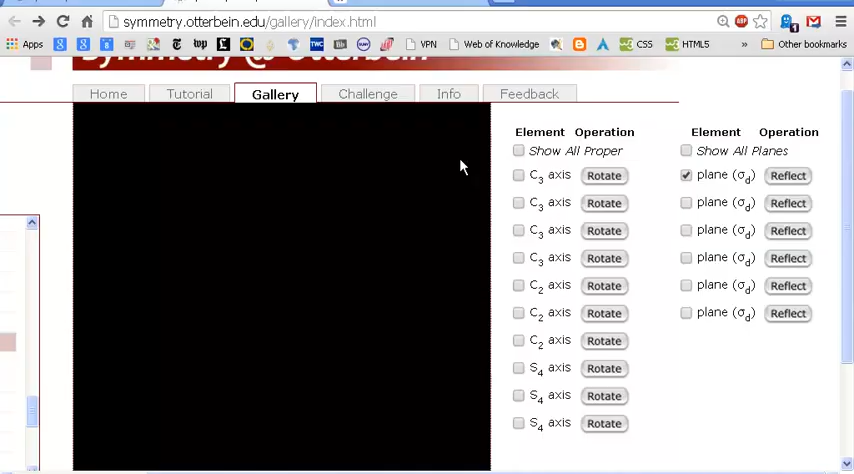 symmetry.otterbein.edu/gallery/index.html
Apps VPN Web of Knowledge CSS HTML5 » Other bookmarks
Symmetry @ Otterbein
Home Tutorial Gallery Challenge Info Feedback
Element Operation Element Operation
Show All Proper Show All Planes
C3 axis Rotate plane (σd) Reflect
C3 axis Rotate plane (σd) Reflect
C3 axis Rotate plane (σd) Reflect
C3 axis Rotate plane (σd) Reflect
C2 axis Rotate plane (σd) Reflect
C2 axis Rotate plane (σd) Reflect
C2 axis Rotate
S4 axis Rotate
S4 axis Rotate
S4 axis Rotate